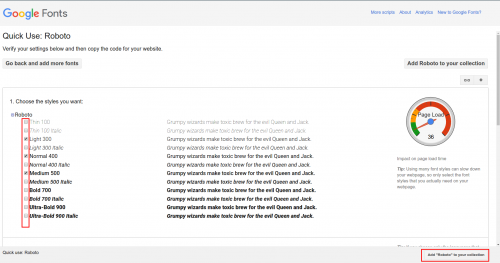 Google Fonts
More scripts About Analytics New to Google Fonts?
Quick Use: Roboto
Verify your settings below and then copy the code for your website.
Go back and add more fonts
Add Roboto to your collection
1. Choose the styles you want:
Roboto
Thin 100 Grumpy wizards make toxic brew for the evil Queen and Jack.
Thin 100 Italic Grumpy wizards make toxic brew for the evil Queen and Jack.
Light 300 Grumpy wizards make toxic brew for the evil Queen and Jack.
Light 300 Italic Grumpy wizards make toxic brew for the evil Queen and Jack.
Normal 400 Grumpy wizards make toxic brew for the evil Queen and Jack.
Normal 400 Italic Grumpy wizards make toxic brew for the evil Queen and Jack.
Medium 500 Grumpy wizards make toxic brew for the evil Queen and Jack.
Medium 500 Italic Grumpy wizards make toxic brew for the evil Queen and Jack.
Bold 700 Grumpy wizards make toxic brew for the evil Queen and Jack.
Bold 700 Italic Grumpy wizards make toxic brew for the evil Queen and Jack.
Ultra-Bold 900 Grumpy wizards make toxic brew for the evil Queen and Jack.
Ultra-Bold 900 Italic Grumpy wizards make toxic brew for the evil Queen and Jack.
Page Load
36
Impact on page load time
Tip: Using many font styles can slow down
your webpage, so only select the font
styles that you actually need on your
webpage.
Quick use: Roboto
Add "Roboto" to your collection